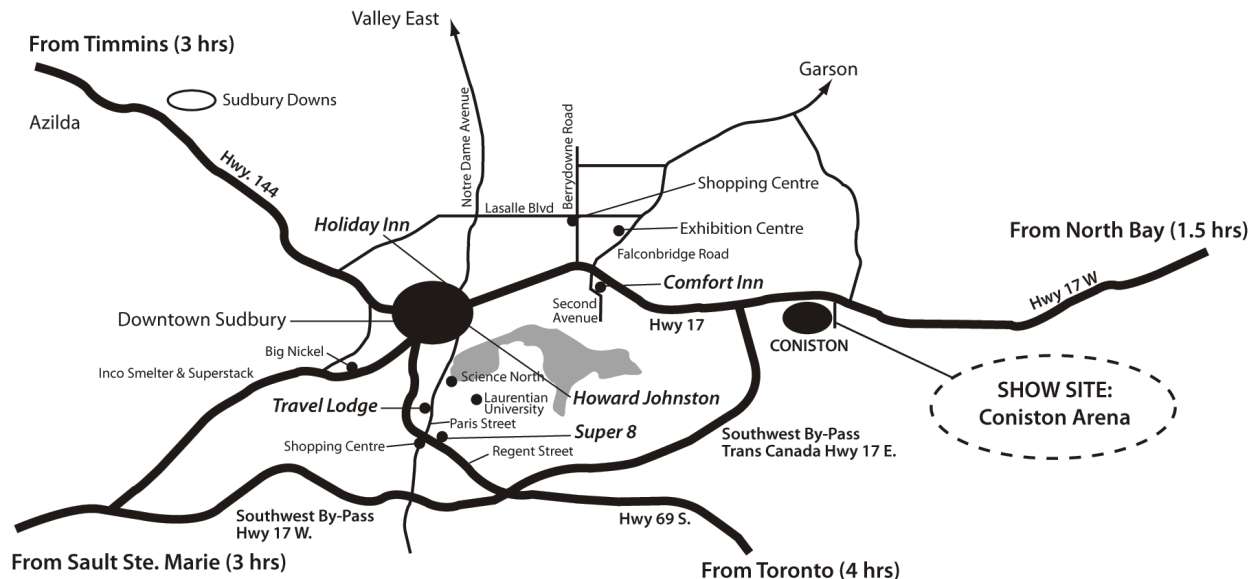 Valley East
From Timmins (3 hrs)
Sudbury Downs
Azilda
Garson
Hwy. 144
Notre Dame Avenue
Berrydowne Road
Shopping Centre
Lasalle Blvd
Holiday Inn
Exhibition Centre
From North Bay (1.5 hrs)
Falconbridge Road
Comfort Inn
Hwy 17 W
Second
Avenue
Hwy 17
Downtown Sudbury
CONISTON
Big Nickel
Inco Smelter & Superstack
Science North
Laurentian
University
Howard Johnston
SHOW SITE:
Coniston Arena
Travel Lodge
Paris Street
Super 8
Shopping Centre
Regent Street
Southwest By-Pass
Trans Canada Hwy 17 E.
Southwest By-Pass
Hwy 17 W.
Hwy 69 S.
From Sault Ste. Marie (3 hrs)
From Toronto (4 hrs)